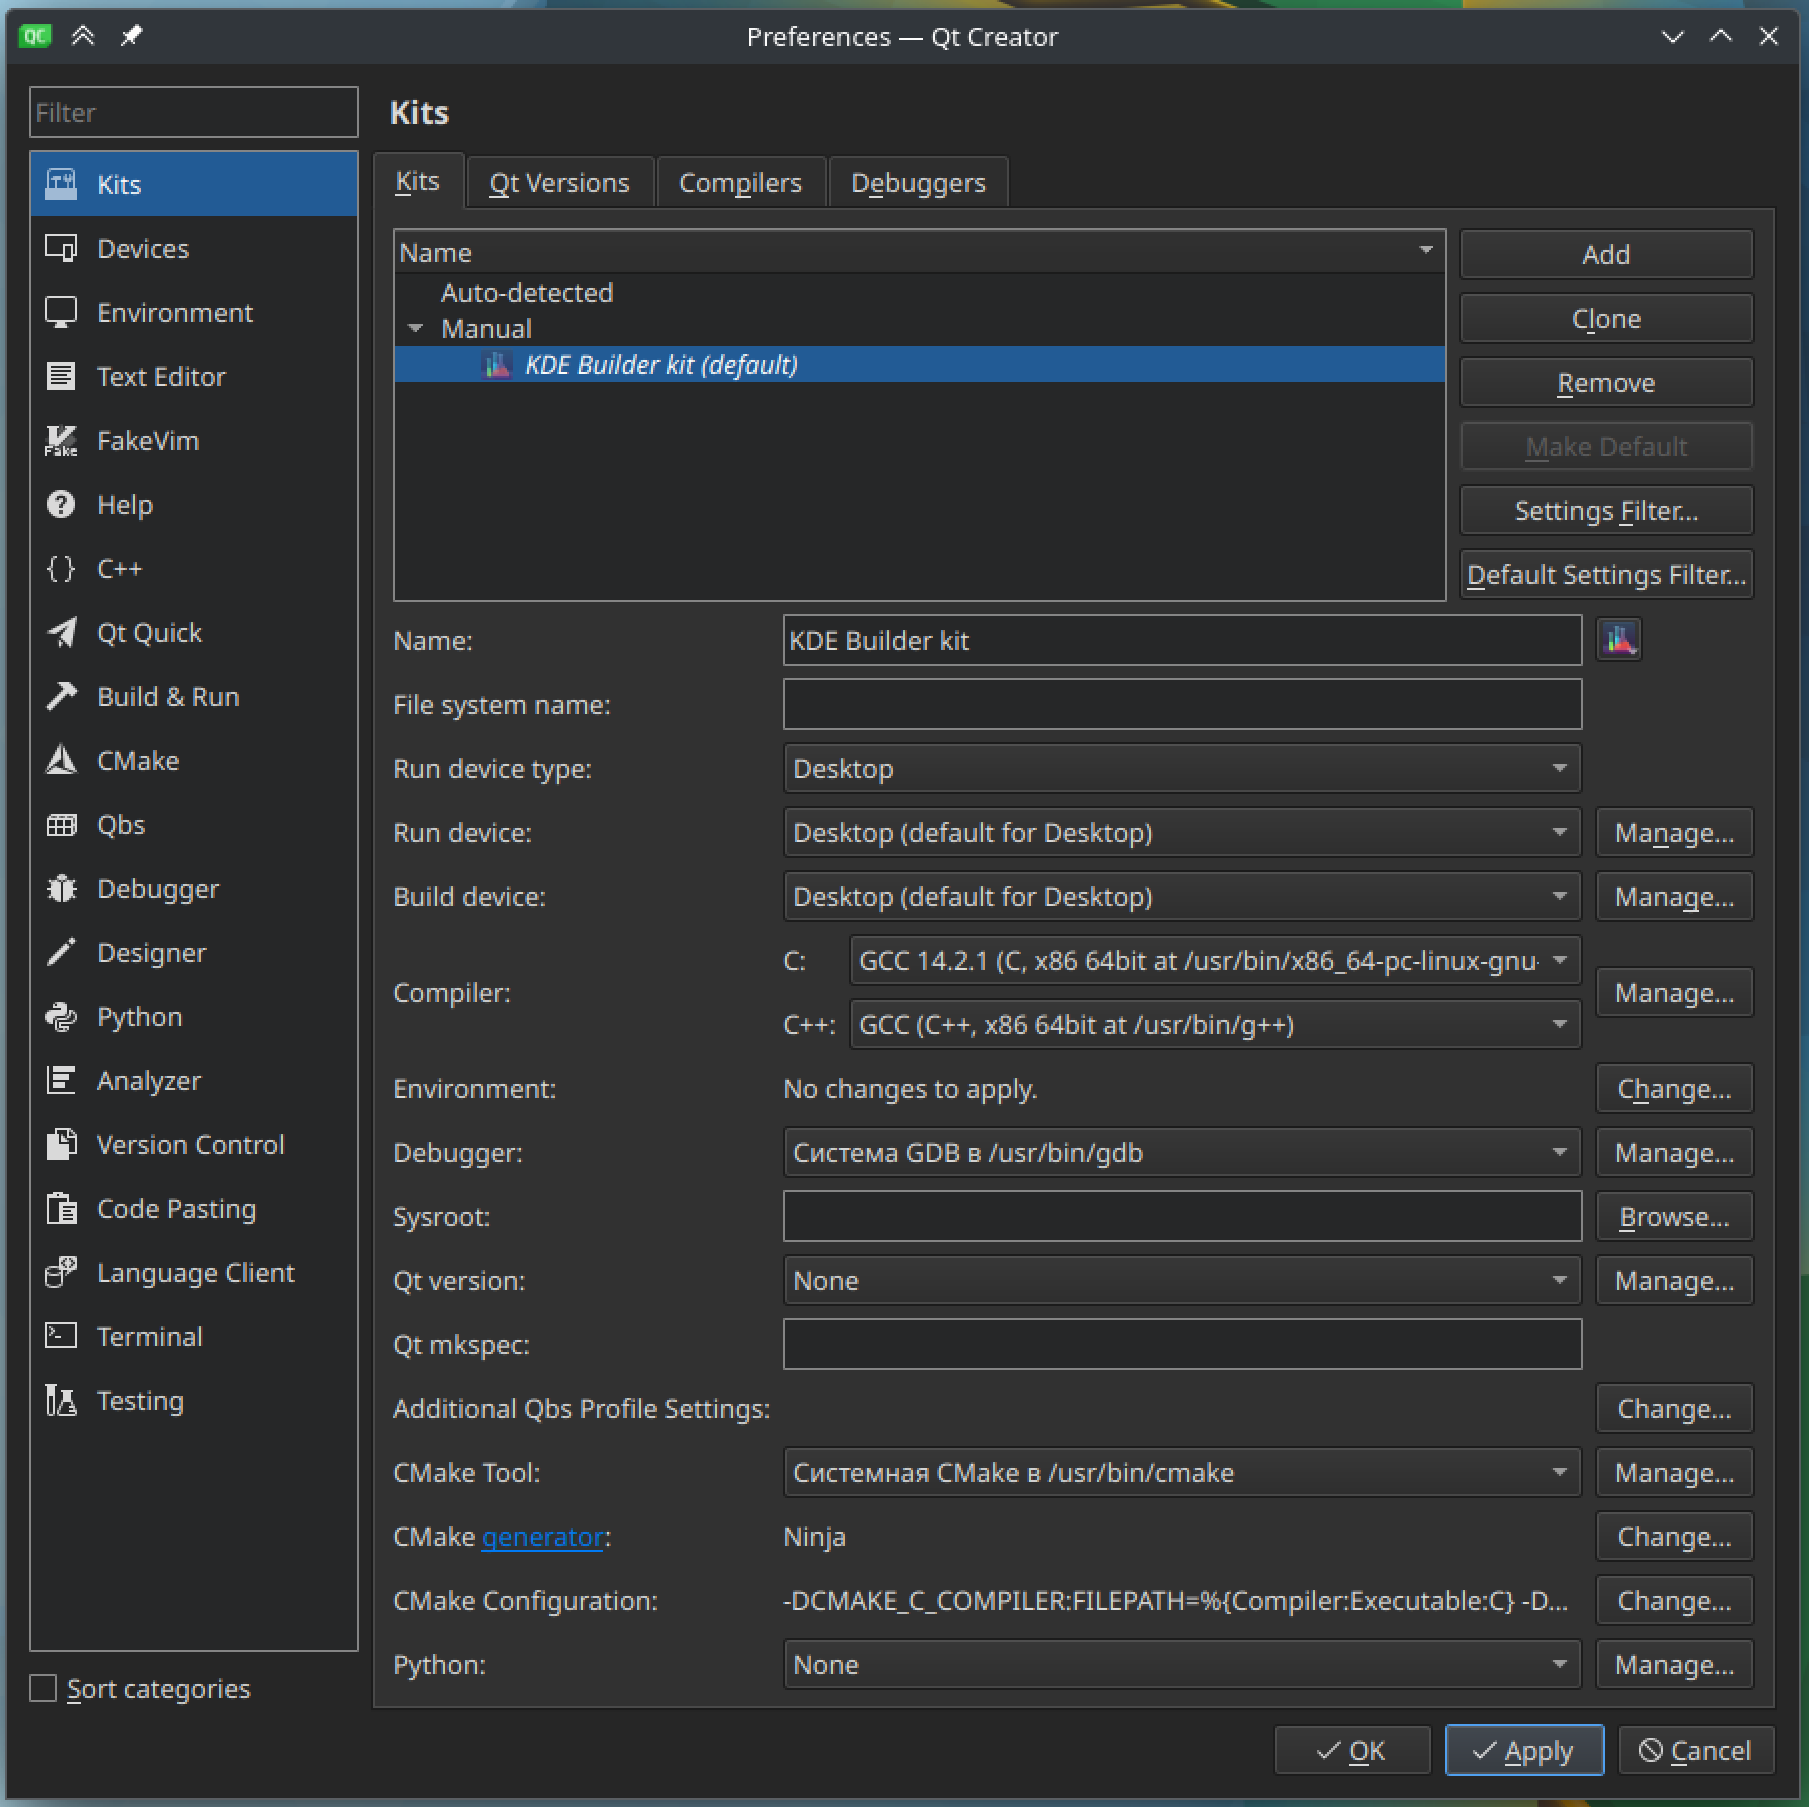 Preferences — Qt Creator
Filter
Kits
Devices
Environment
Text Editor
FakeVim
Help
C++
Qt Quick
Build & Run
CMake
Qbs
Debugger
Designer
Python
Analyzer
Version Control
Code Pasting
Language Client
Terminal
Testing
Sort categories
Kits
Kits Qt Versions Compilers Debuggers
Name
Auto-detected
Manual
KDE Builder kit (default)
Add
Clone
Remove
Make Default
Settings Filter...
Default Settings Filter...
Name: KDE Builder kit
File system name:
Run device type: Desktop
Run device: Desktop (default for Desktop) Manage...
Build device: Desktop (default for Desktop) Manage...
Compiler:
C: GCC 14.2.1 (C, x86 64bit at /usr/bin/x86_64-pc-linux-gnu-
C++: GCC (C++, x86 64bit at /usr/bin/g++)
Manage...
Environment: No changes to apply. Change...
Debugger: Система GDB в /usr/bin/gdb Manage...
Sysroot: Browse...
Qt version: None Manage...
Qt mkspec:
Additional Qbs Profile Settings: Change...
CMake Tool: Системная CMake в /usr/bin/cmake Manage...
CMake generator: Ninja Change...
CMake Configuration: -DCMAKE_C_COMPILER:FILEPATH=%{Compiler:Executable:C} -D... Change...
Python: None Manage...
OK Apply Cancel